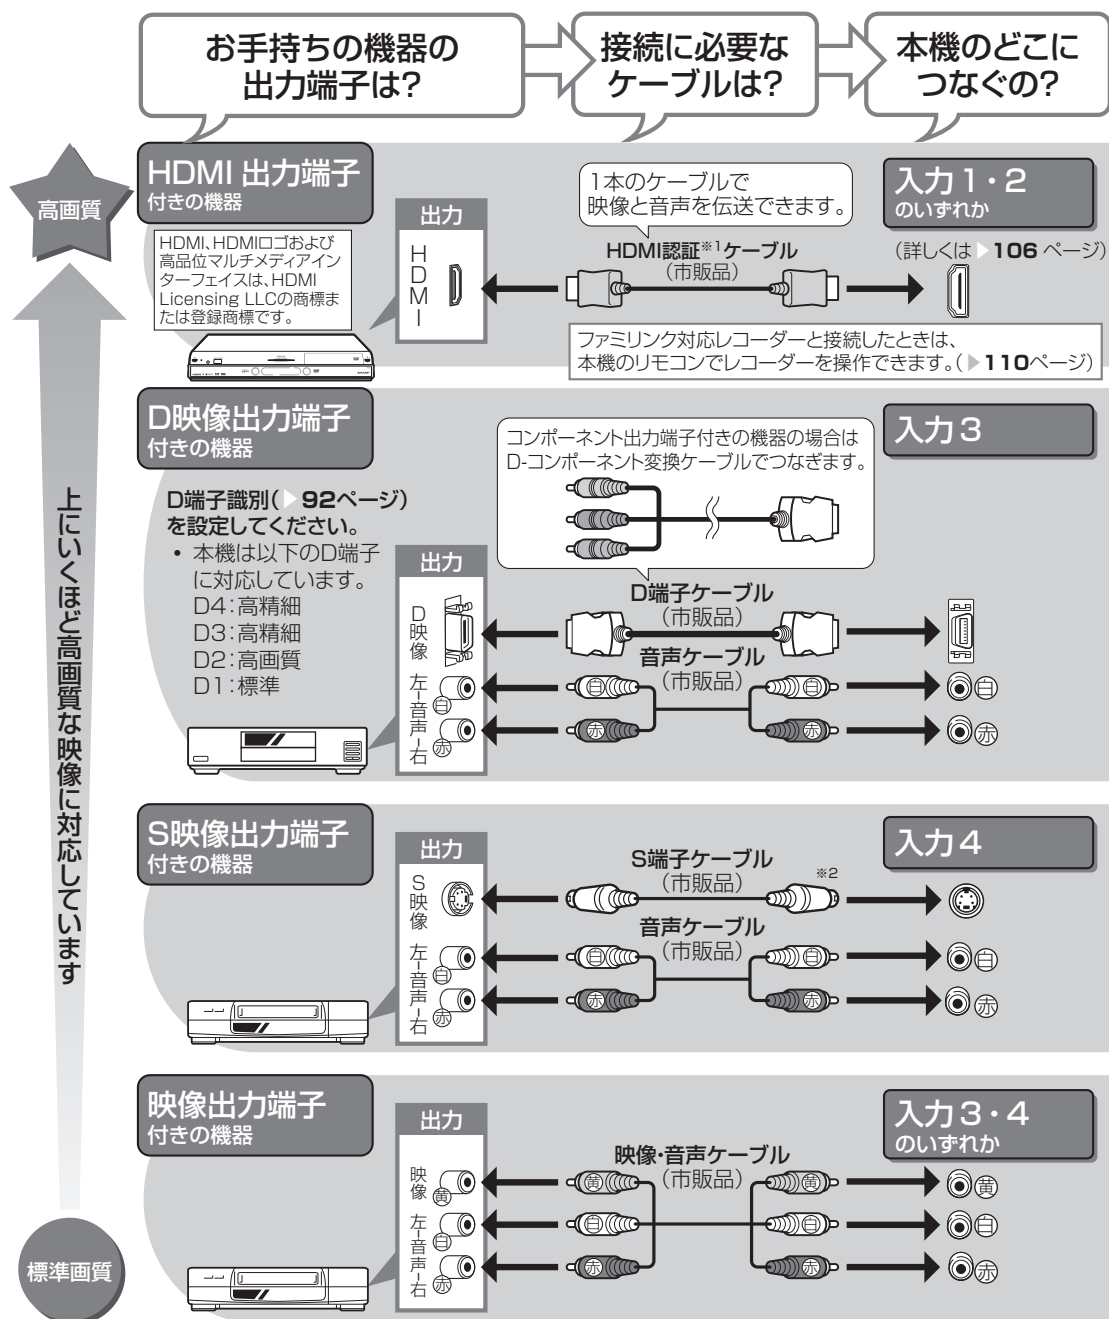 お手持ちの機器の
出力端子は?
接続に必要な
ケーブルは?
本機のどこに
つなぐの?
高画質
上にいくほど高画質な映像に対応しています
標準画質
HDMI 出力端子
付きの機器
HDMI、HDMIロゴおよび
高品位マルチメディアイン
ターフェイスは、HDMI
Licensing LLCの商標ま
たは登録商標です。
出力
HDMI
1本のケーブルで
映像と音声を伝送できます。
HDMI認証※1ケーブル
（市販品）
入力1・2
のいずれか
（詳しくは ▶106 ページ）
ファミリンク対応レコーダーと接続したときは、
本機のリモコンでレコーダーを操作できます。（▶110ページ）
D映像出力端子
付きの機器
D端子識別（▶92ページ）
を設定してください。
• 本機は以下のD端子
に対応しています。
D4：高精細
D3：高精細
D2：高画質
D1：標準
出力
D映像
左-音声-右
白
赤
コンポーネント出力端子付きの機器の場合は
D-コンポーネント変換ケーブルでつなぎます。
D端子ケーブル
（市販品）
音声ケーブル
（市販品）
白 白
赤 赤
入力3
白
赤
S映像出力端子
付きの機器
出力
S映像
左-音声-右
白
赤
S端子ケーブル
（市販品）
※2
音声ケーブル
（市販品）
白 白
赤 赤
入力4
白
赤
映像出力端子
付きの機器
出力
映像
黄
左-音声-右
白
赤
映像・音声ケーブル
（市販品）
黄 黄
白 白
赤 赤
入力3・4
のいずれか
黄
白
赤